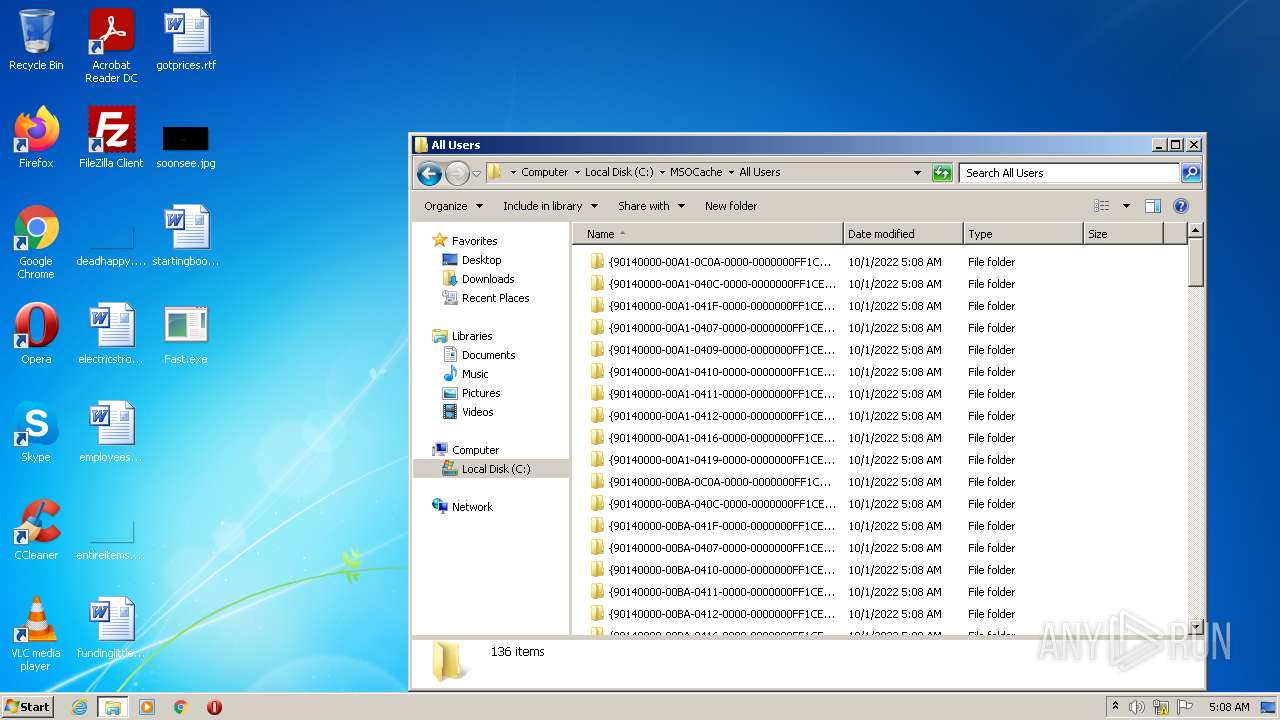 Recycle Bin
Acrobat
Reader DC
gotprices.rtf
Firefox
FileZilla Client
soonsee.jpg
Google
Chrome
deadhappy....
startingboo...
Opera
electricstro...
Fast.exe
Skype
employees...
CCleaner
entireitems....
VLC media
player
fundinglittle...
All Users
Computer
Local Disk (C:)
MSOCache
All Users
Search All Users
Organize
Include in library
Share with
New folder
Favorites
Desktop
Downloads
Recent Places
Libraries
Documents
Music
Pictures
Videos
Computer
Local Disk (C:)
Network
Name Date modified Type Size
{90140000-00A1-0C0A-0000-0000000FF1C... 10/1/2022 5:08 AM File folder
{90140000-00A1-040C-0000-0000000FF1CE... 10/1/2022 5:08 AM File folder
{90140000-00A1-041F-0000-0000000FF1CE... 10/1/2022 5:08 AM File folder
{90140000-00A1-0407-0000-0000000FF1CE... 10/1/2022 5:08 AM File folder
{90140000-00A1-0409-0000-0000000FF1CE... 10/1/2022 5:08 AM File folder
{90140000-00A1-0410-0000-0000000FF1CE... 10/1/2022 5:08 AM File folder
{90140000-00A1-0411-0000-0000000FF1CE... 10/1/2022 5:08 AM File folder
{90140000-00A1-0412-0000-0000000FF1CE... 10/1/2022 5:08 AM File folder
{90140000-00A1-0416-0000-0000000FF1CE... 10/1/2022 5:08 AM File folder
{90140000-00A1-0419-0000-0000000FF1CE... 10/1/2022 5:08 AM File folder
{90140000-00BA-0C0A-0000-0000000FF1C... 10/1/2022 5:08 AM File folder
{90140000-00BA-040C-0000-0000000FF1CE... 10/1/2022 5:08 AM File folder
{90140000-00BA-041F-0000-0000000FF1CE... 10/1/2022 5:08 AM File folder
{90140000-00BA-0407-0000-0000000FF1CE... 10/1/2022 5:08 AM File folder
{90140000-00BA-0410-0000-0000000FF1CE... 10/1/2022 5:08 AM File folder
{90140000-00BA-0411-0000-0000000FF1CE... 10/1/2022 5:08 AM File folder
{90140000-00BA-0412-0000-0000000FF1CE... 10/1/2022 5:08 AM File folder
136 items
ANY RUN
Start
5:08 AM